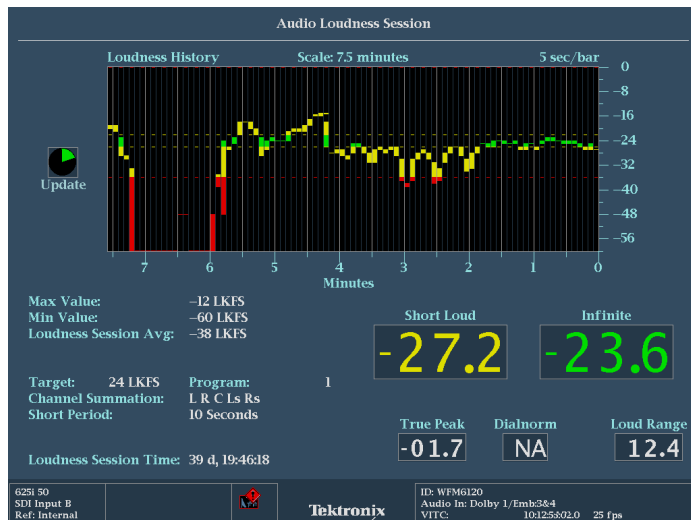 Audio Loudness Session
Loudness History Scale: 7.5 minutes 5 sec/bar
0
-8
-16
-24
-32
-40
-48
-56
Update
7 6 5 4 3 2 1 0
Minutes
Max Value: -12 LKFS
Min Value: -60 LKFS
Loudness Session Avg: -38 LKFS
Short Loud Infinite
-27.2 -23.6
Target: 24 LKFS Program: 1
Channel Summation: L R C Ls Rs
Short Period: 10 Seconds
True Peak Dialnorm Loud Range
-01.7 NA 12.4
Loudness Session Time: 39 d, 19:46:18
625i 50
SDI Input B
Ref: Internal
Tektronix
ID: WFM6120
Audio In: Dolby 1/Emb:3&4
VITC: 25 fps